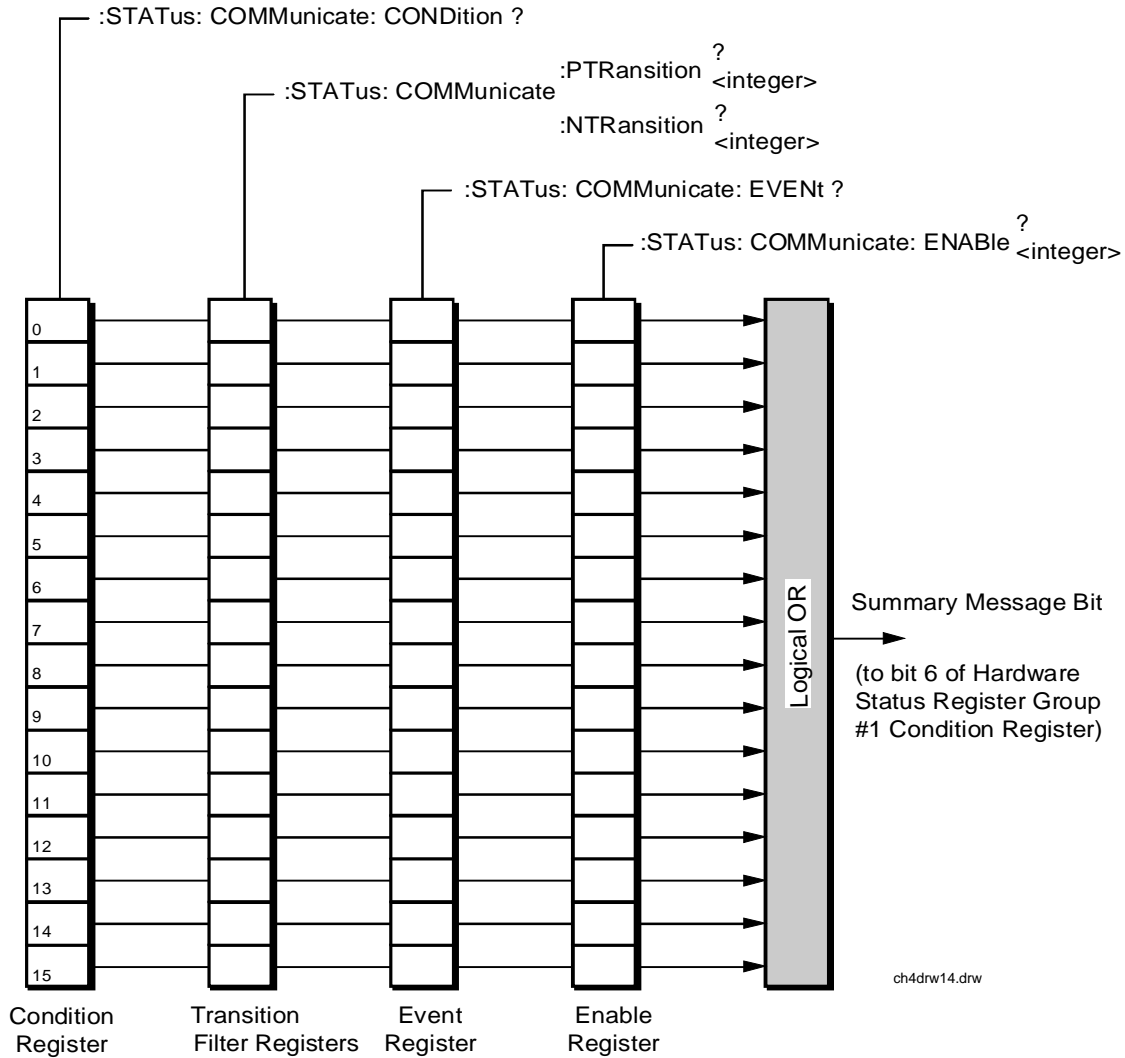 :STATus: COMMunicate: CONDition ?
:STATus: COMMunicate
:PTRansition ?
<integer>
:NTRansition ?
<integer>
:STATus: COMMunicate: EVENt ?
:STATus: COMMunicate: ENABle ?
<integer>
0
1
2
3
4
5
6
7
8
9
10
11
12
13
14
15
Logical OR
Summary Message Bit
(to bit 6 of Hardware
Status Register Group
#1 Condition Register)
ch4drw14.drw
Condition
Register
Transition
Filter Registers
Event
Register
Enable
Register